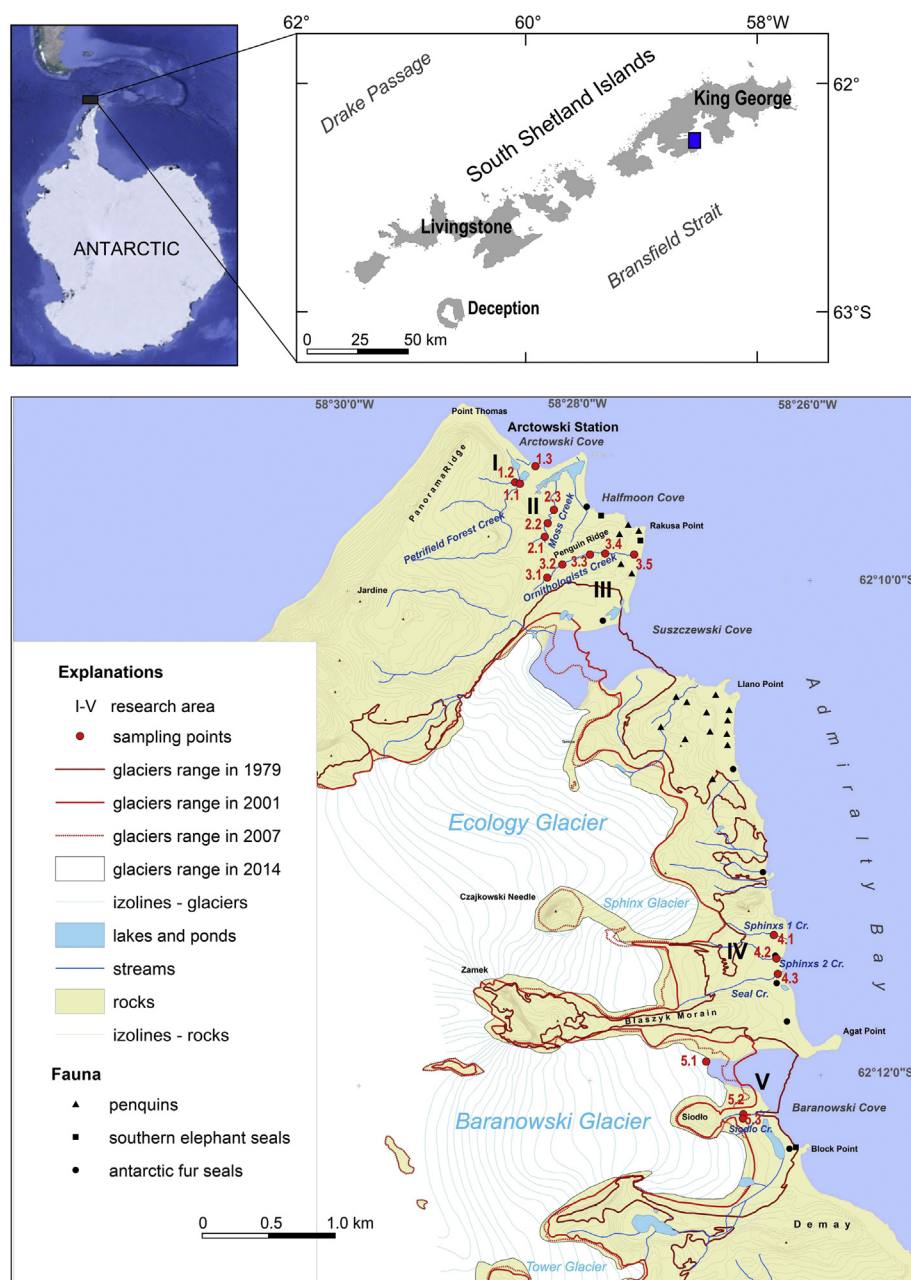 62°
60°
58°W
Drake Passage
South Shetland Islands
King George
62°
ANTARCTIC
Livingstone
Bransfield Strait
Deception
63°S
0 25 50 km
58°30'0"W
58°28'0"W
58°26'0"W
Point Thomas
Arctowski Station
Arctowski Cove
I
1.3
1.2
1.1
Panorama Ridge
II
2.3
Halfmoon Cove
Moss Creek
2.2
Rakusa Point
Petrifield Forest Creek
2.1
Penguin Ridge
3.4
3.2
3.3
3.5
3.1
Ornithologists Creek
62°10'0"S
Jardine
III
Suszczewski Cove
Llano Point
Admiralty Bay
Explanations
I-V research area
sampling points
glaciers range in 1979
glaciers range in 2001
glaciers range in 2007
glaciers range in 2014
izolines - glaciers
lakes and ponds
streams
rocks
izolines - rocks
Fauna
penquins
southern elephant seals
antarctic fur seals
0 0.5 1.0 km
Ecology Glacier
Czajkowski Needle
Sphinx Glacier
Sphinxs 1 Cr.
4.1
IV
4.2
Sphinxs 2 Cr.
Zamek
4.3
Seal Cr.
Blaszyk Morain
Agat Point
5.1
62°12'0"S
V
5.2
Baranowski Cove
Baranowski Glacier
Siodło
5.3
Siodło Cr.
Block Point
Demay
Tower Glacier